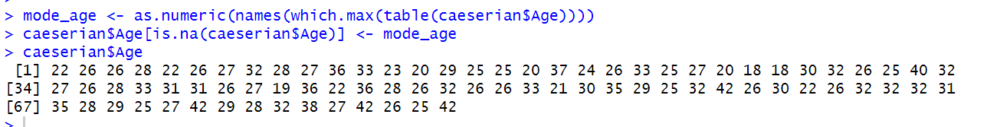 > mode_age <- as.numeric(names(which.max(table(caeserian$Age))))
> caeserian$Age[is.na(caeserian$Age)] <- mode_age
> caeserian$Age
[1] 22 26 26 28 22 26 27 32 28 27 36 33 23 20 29 25 25 20 37 24 26 33 25 27 20 18 18 30 32 26 25 40 32
[34] 27 26 28 33 31 31 26 27 19 36 22 36 28 26 32 26 26 33 21 30 35 29 25 32 42 26 30 22 26 32 32 32 31
[67] 35 28 29 25 27 42 29 28 32 38 27 42 26 25 42
>